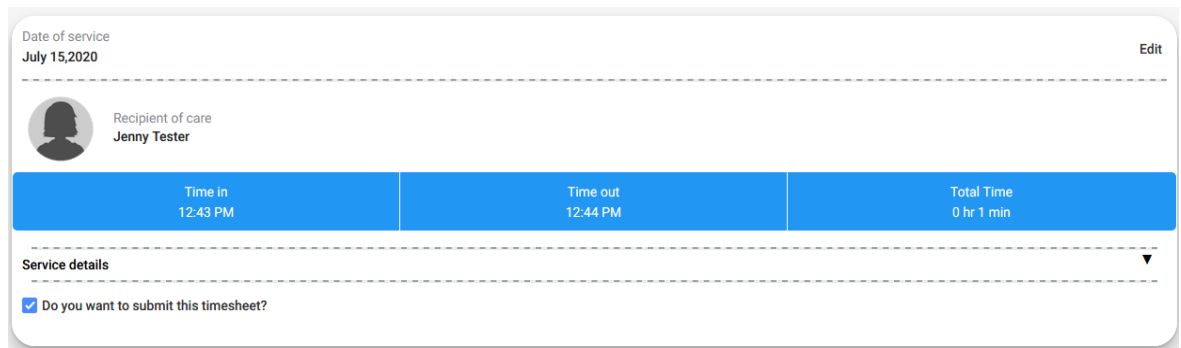 Date of service
July 15,2020
Edit
Recipient of care
Jenny Tester
Time in
12:43 PM
Time out
12:44 PM
Total Time
0 hr 1 min
Service details
Do you want to submit this timesheet?